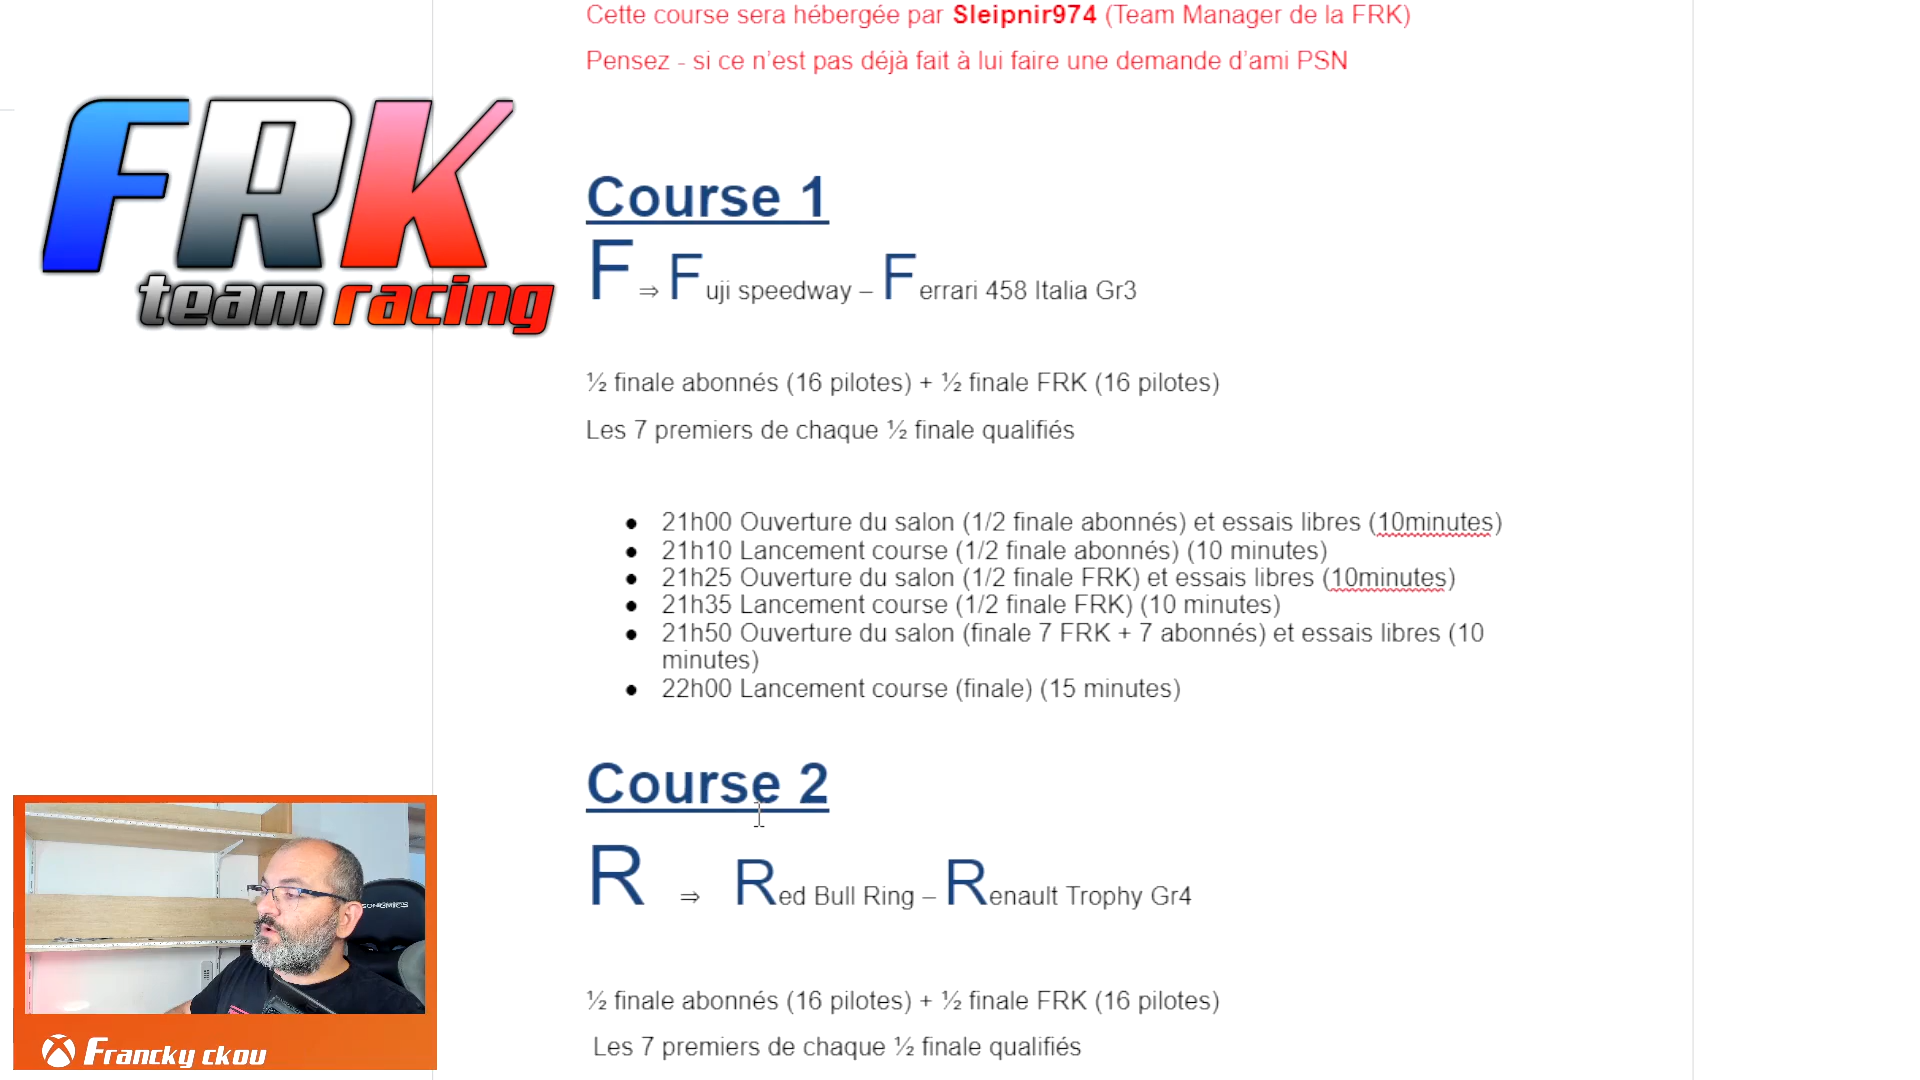 Cette course sera hébergée par Sleipnir974 (Team Manager de la FRK)
Pensez - si ce n'est pas déjà fait à lui faire une demande d'ami PSN
FRK
team racing
Course 1
F ⇒ Fuji speedway – Ferrari 458 Italia Gr3
½ finale abonnés (16 pilotes) + ½ finale FRK (16 pilotes)
Les 7 premiers de chaque ½ finale qualifiés
● 21h00 Ouverture du salon (1/2 finale abonnés) et essais libres (10minutes)
● 21h10 Lancement course (1/2 finale abonnés) (10 minutes)
● 21h25 Ouverture du salon (1/2 finale FRK) et essais libres (10minutes)
● 21h35 Lancement course (1/2 finale FRK) (10 minutes)
● 21h50 Ouverture du salon (finale 7 FRK + 7 abonnés) et essais libres (10
minutes)
● 22h00 Lancement course (finale) (15 minutes)
Course 2
R ⇒ Red Bull Ring – Renault Trophy Gr4
½ finale abonnés (16 pilotes) + ½ finale FRK (16 pilotes)
Les 7 premiers de chaque ½ finale qualifiés
Francky ckou